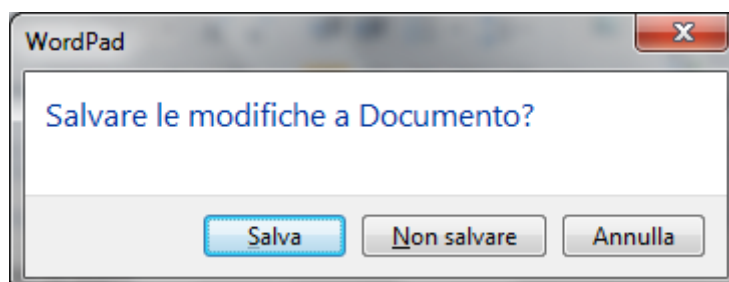 WordPad
Salvare le modifiche a Documento?
Salva Non salvare Annulla